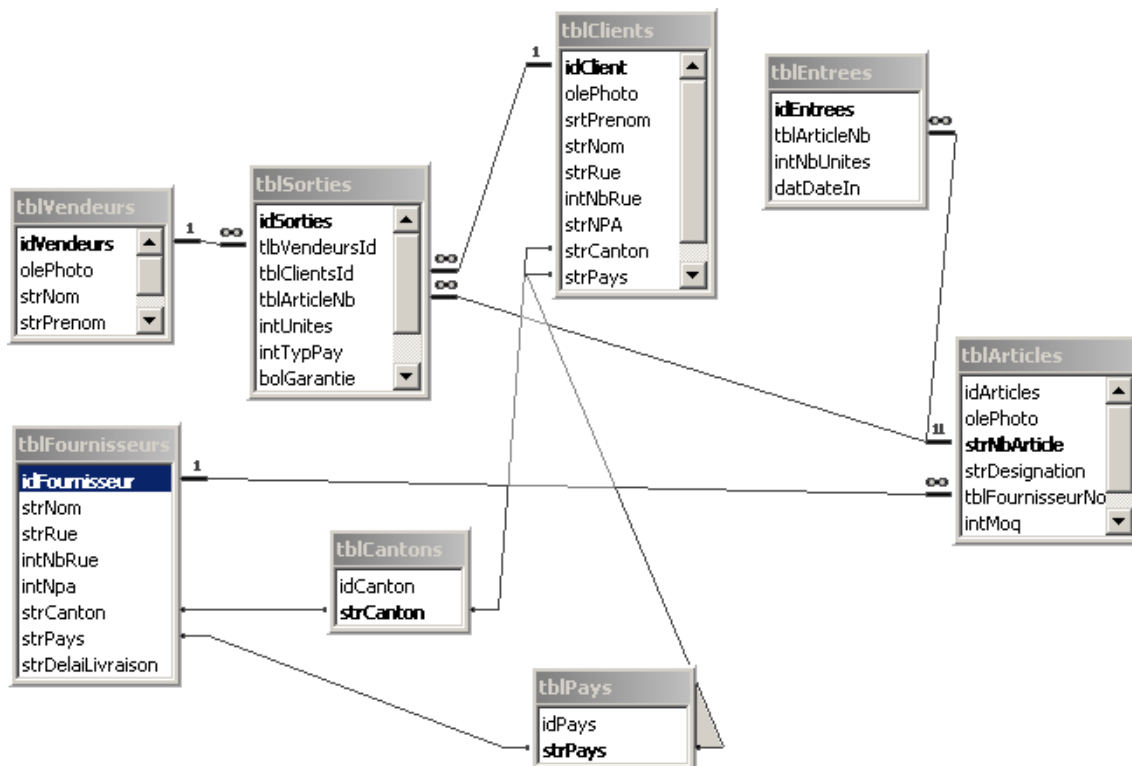 tblClients
idClient
olePhoto
srtPrenom
strNom
strRue
intNbRue
strNPA
strCanton
strPays
tblEntrees
idEntrees
tblArticleNb
intNbUnites
datDateIn
tblVendeurs
idVendeurs
olePhoto
strNom
strPrenom
tblSorties
idSorties
tlbVendeursId
tblClientsId
tblArticleNb
intUnites
intTypPay
bolGarantie
tblArticles
idArticles
olePhoto
strNbArticle
strDesignation
tblFournisseurNo
intMoq
tblFournisseurs
idFournisseur
strNom
strRue
intNbRue
intNpa
strCanton
strPays
strDelaiLivraison
tblCantons
idCanton
strCanton
tblPays
idPays
strPays
1
∞
1
∞
∞
∞
11
1
∞